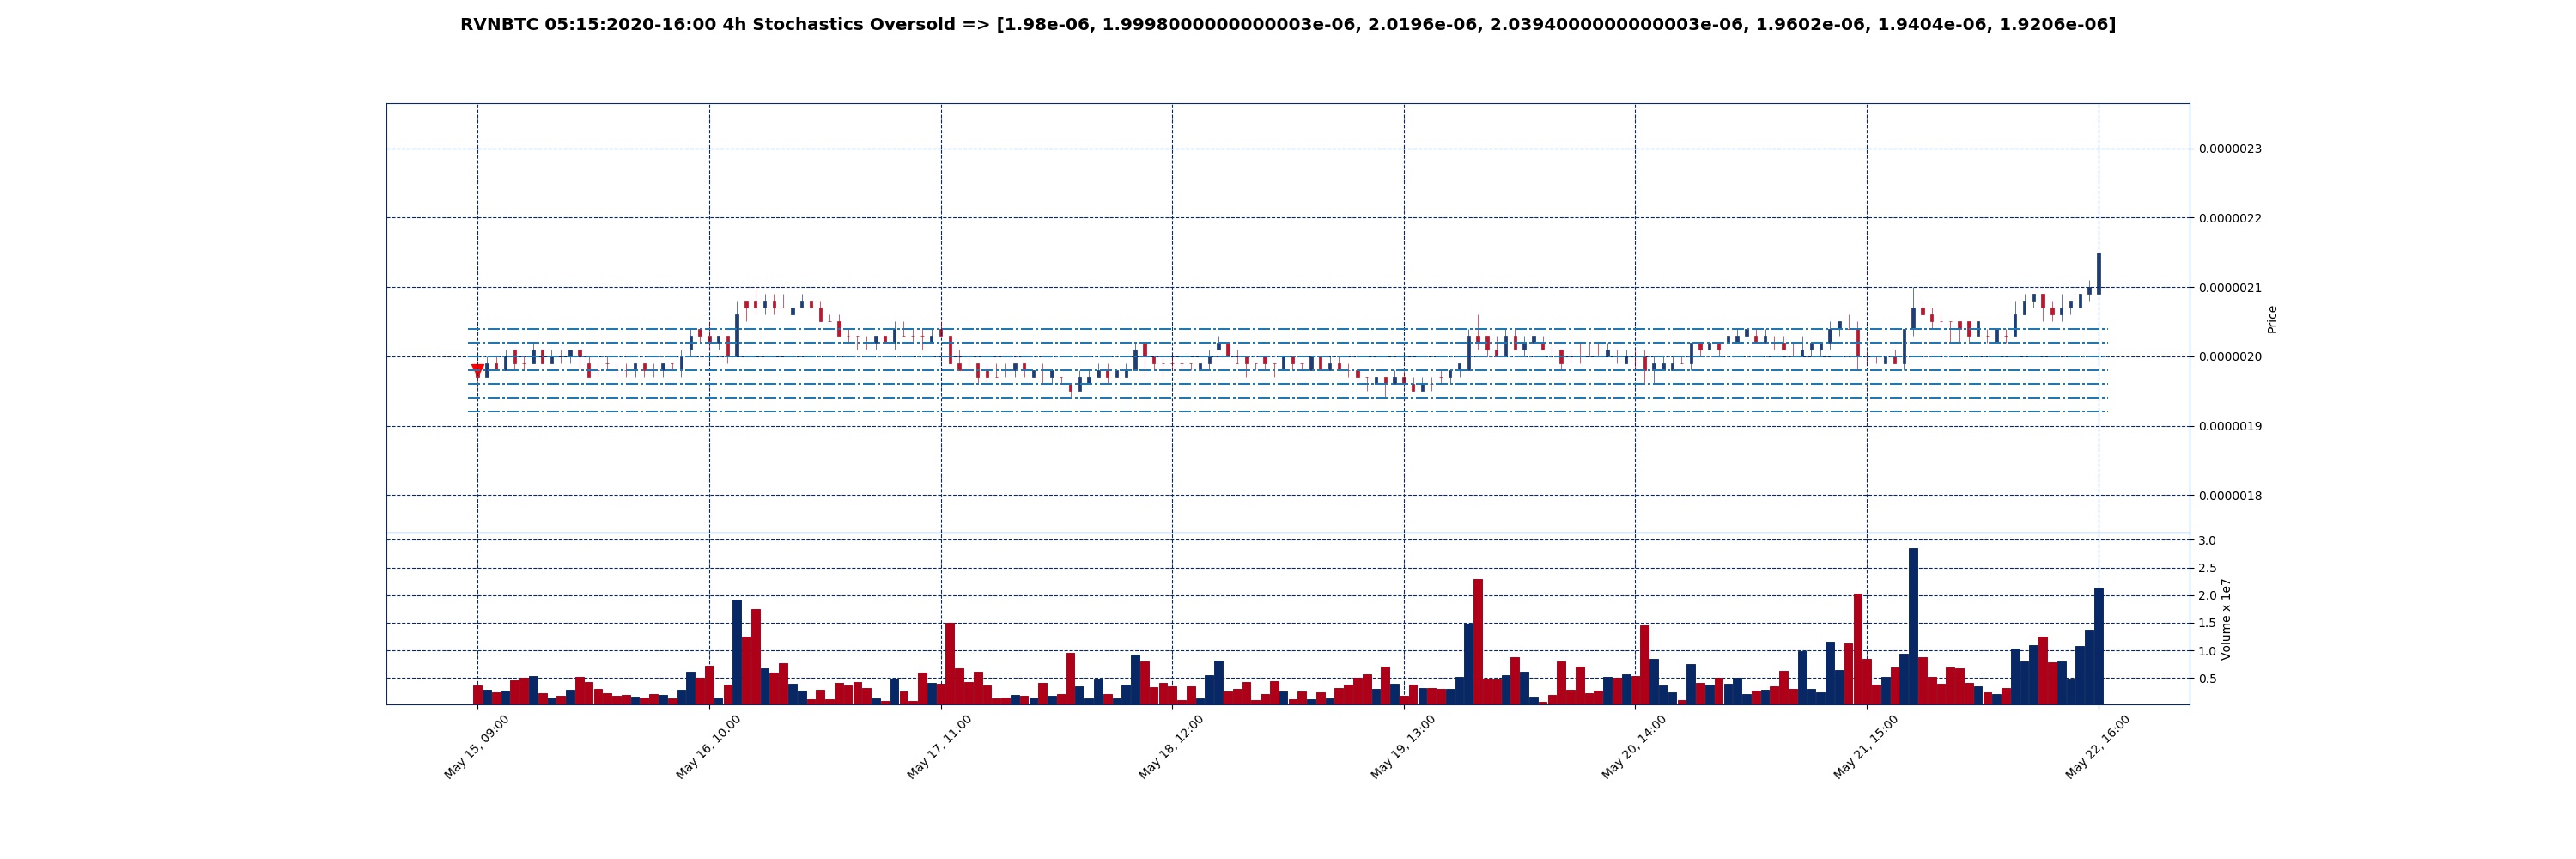 RVNBTC 05:15:2020-16:00 4h Stochastics Oversold => [1.98e-06, 1.9998000000000003e-06, 2.0196e-06, 2.0394000000000003e-06, 1.9602e-06, 1.9404e-06, 1.9206e-06]
0.0000023
0.0000022
0.0000021
Price
0.0000020
0.0000019
0.0000018
3.0
2.5
2.0
Volume x 1e7
1.5
1.0
0.5
May 15, 09:00
May 16, 10:00
May 17, 11:00
May 18, 12:00
May 19, 13:00
May 20, 14:00
May 21, 15:00
May 22, 16:00